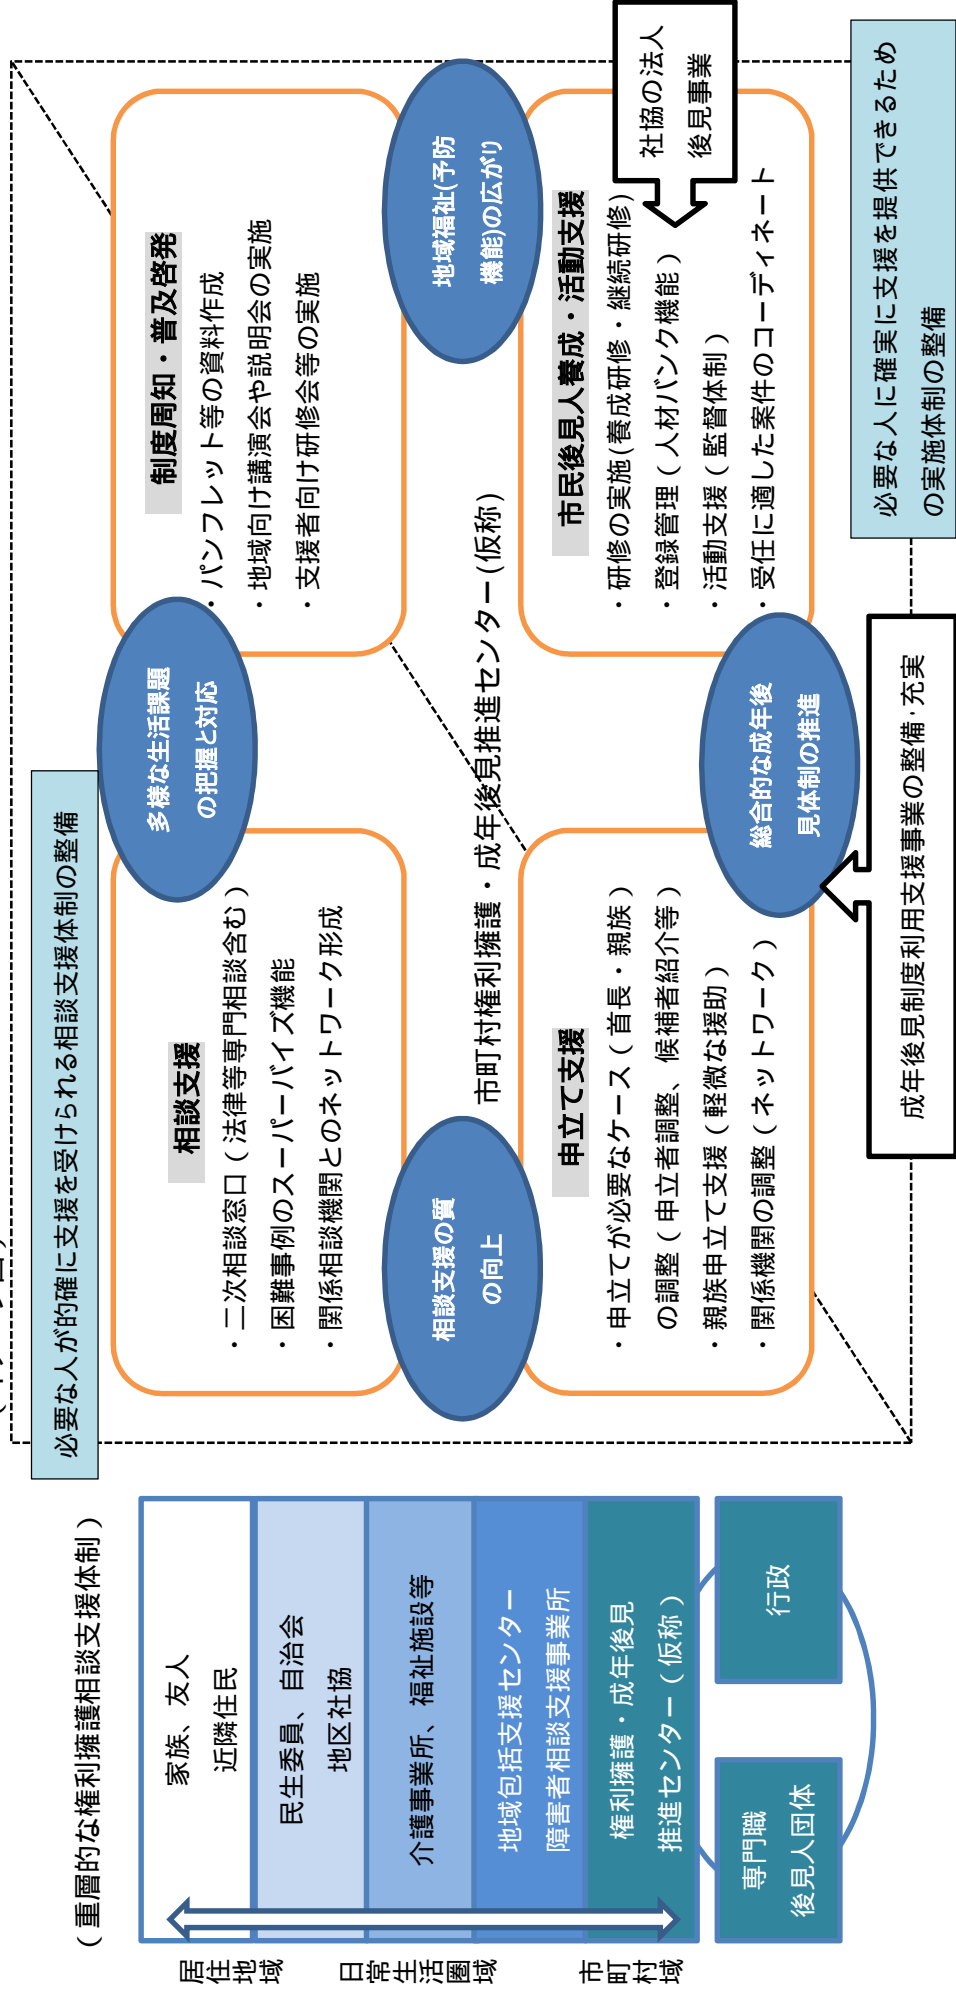 (重層的な権利擁護相談支援体制)
居住地域
日常生活圏域
市町村域
家族、友人
近隣住民
民生委員、自治会
地区社協
介護事業所、福祉施設等
地域包括支援センター
障害者相談支援事業所
権利擁護・成年後見
推進センター(仮称)
専門職
後見人団体
行政
必要な人が的確に支援を受けられる相談支援体制の整備
相談支援
・二次相談窓口(法律等専門相談含む)
・困難事例のスーパーバイズ機能
・関係相談機関とのネットワーク形成
多様な生活課題
の把握と対応
制度周知・普及啓発
・パンフレット等の資料作成
・地域向け講演会や説明会の実施
・支援者向け研修会等の実施
相談支援の質
の向上
市町村権利擁護・成年後見推進センター(仮称)
地域福祉(予防
機能)の広がり
申立て支援
・申立てが必要なケース(首長・親族)
の調整(申立者調整、候補者紹介等)
・親族申立て支援(軽微な援助)
・関係機関の調整(ネットワーク)
総合的な成年後
見体制の推進
市民後見人養成・活動支援
・研修の実施(養成研修・継続研修)
・登録管理(人材バンク機能)
・活動支援(監督体制)
・受任に適した案件のコーディネート
社協の法人
後見事業
成年後見制度利用支援事業の整備・充実
必要な人に確実に支援を提供できるため
の実施体制の整備